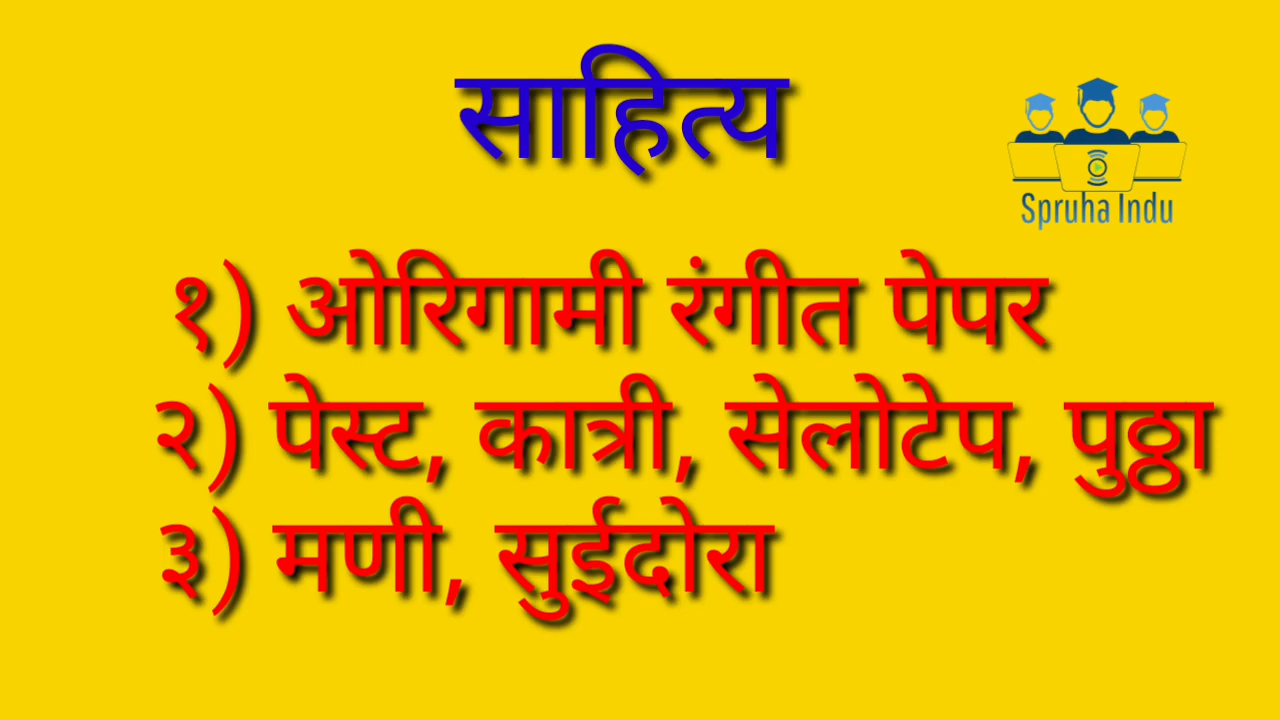 साहित्य
Spruha Indu
१) ओरिगामी रंगीत पेपर
२) पेस्ट, कात्री, सेलोटेप, पुठ्ठा
३) मणी, सुईदोरा